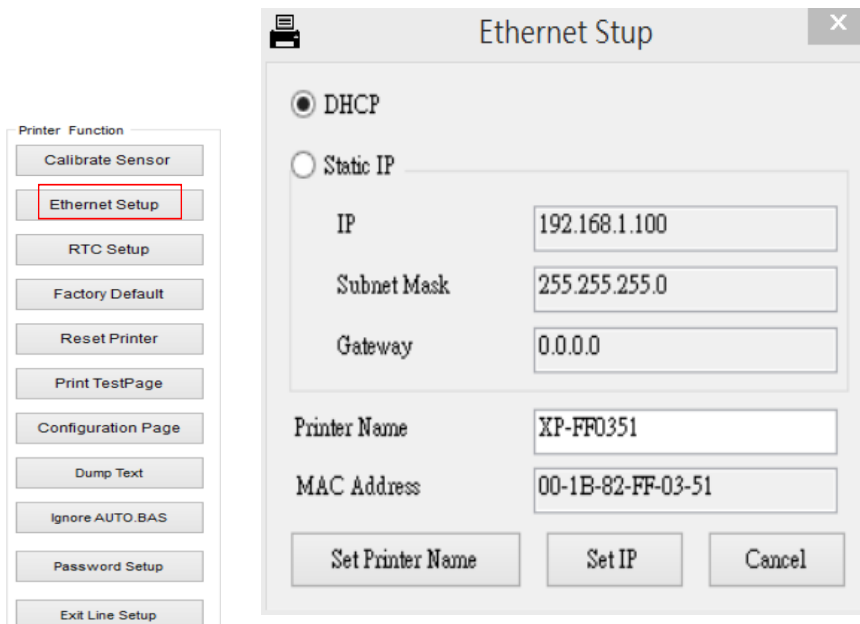 Printer Function
Calibrate Sensor
Ethernet Setup
RTC Setup
Factory Default
Reset Printer
Print TestPage
Configuration Page
Dump Text
Ignore AUTO.BAS
Password Setup
Exit Line Setup
Ethernet Stup
X
DHCP
Static IP
IP 192.168.1.100
Subnet Mask 255.255.255.0
Gateway 0.0.0.0
Printer Name XP-FF0351
MAC Address 00-1B-82-FF-03-51
Set Printer Name Set IP Cancel